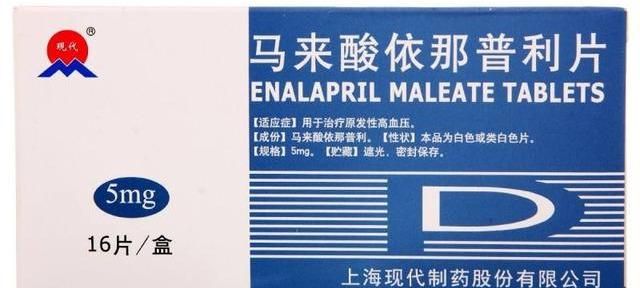 现代
®
马来酸依那普利片
ENALAPRIL MALEATE TABLETS
【适应症】用于治疗原发性高血压。
【成份】马来酸依那普利。【性状】本品为白色或类白色片。
【规格】5mg。【贮藏】遮光，密封保存。
5mg
16片／盒
D
上海现代制药股份有限公司